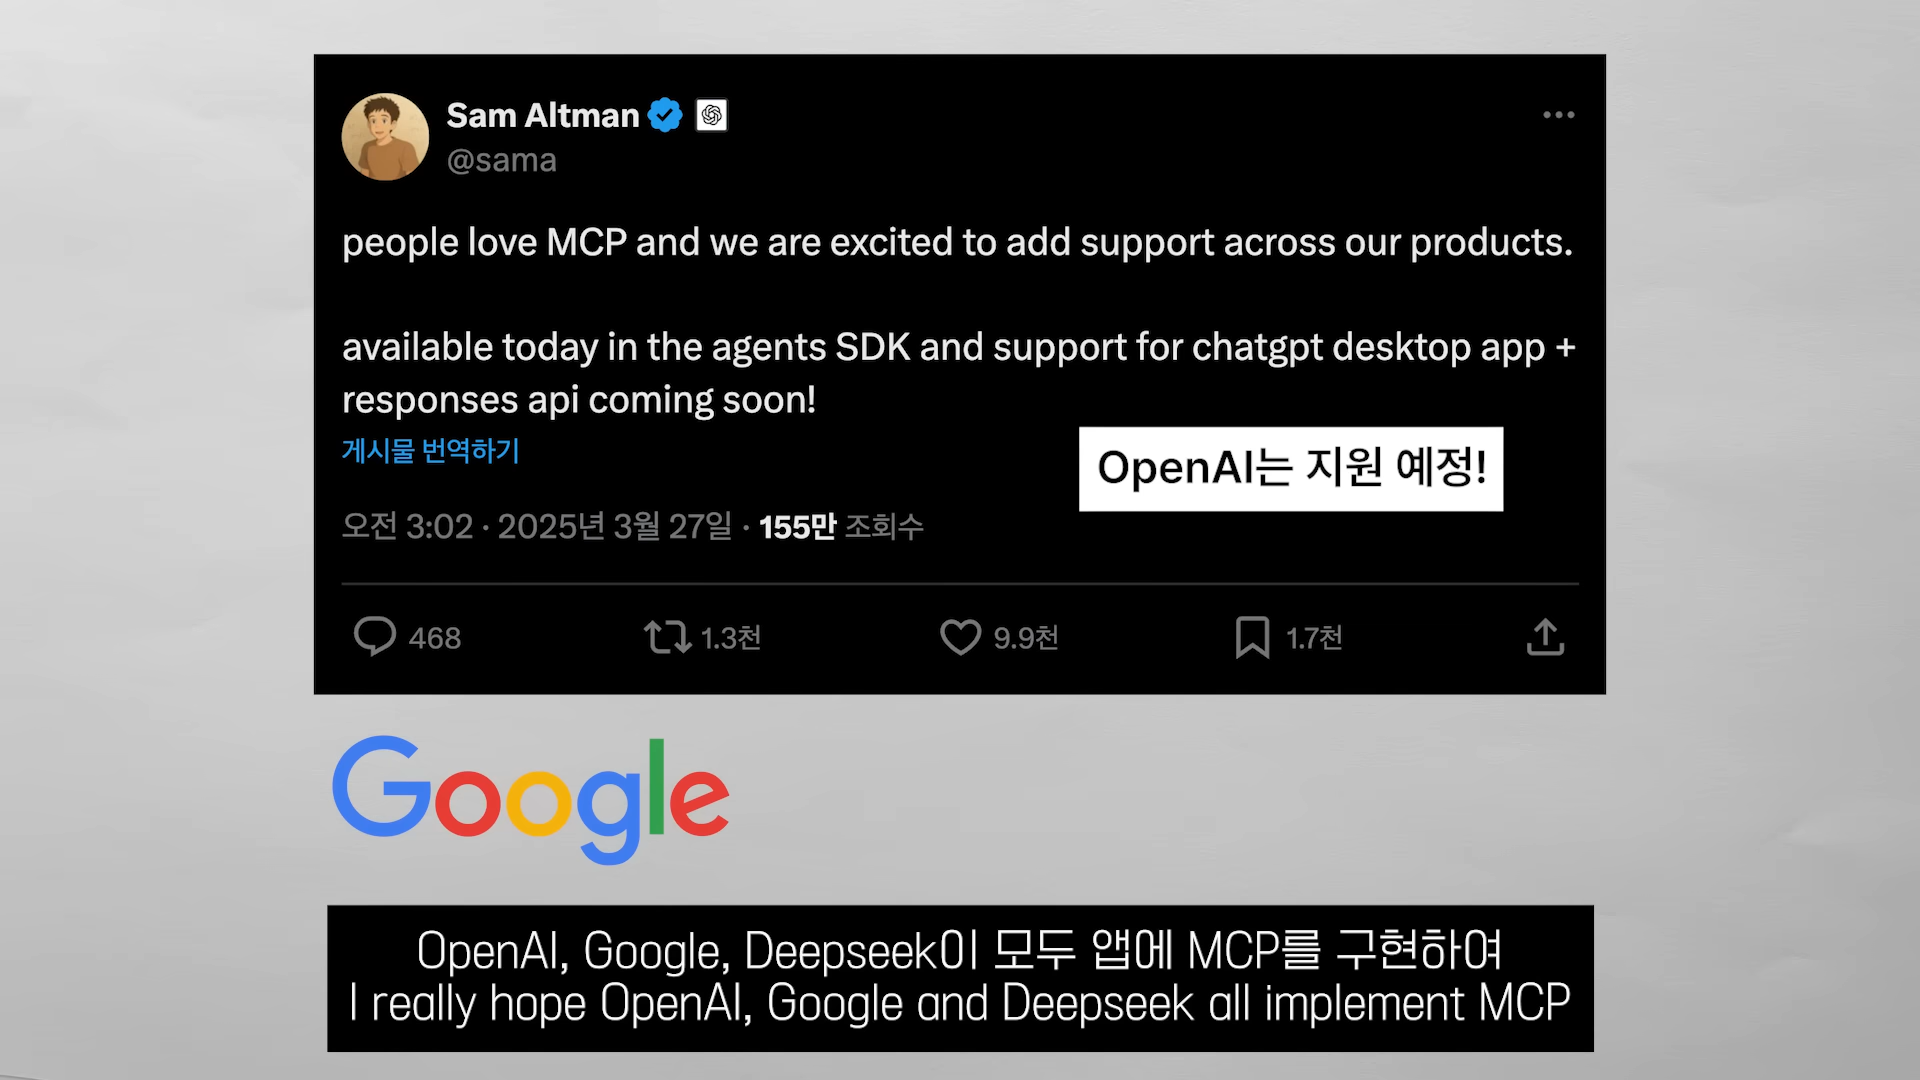 Sam Altman
@sama
people love MCP and we are excited to add support across our products.
available today in the agents SDK and support for chatgpt desktop app +
responses api coming soon!
게시물 번역하기
OpenAI는 지원 예정!
오전 3:02 · 2025년 3월 27일 · 155만 조회수
468 1.3천 9.9천 1.7천
Google
OpenAI, Google, Deepseek이 모두 앱에 MCP를 구현하여
I really hope OpenAI, Google and Deepseek all implement MCP